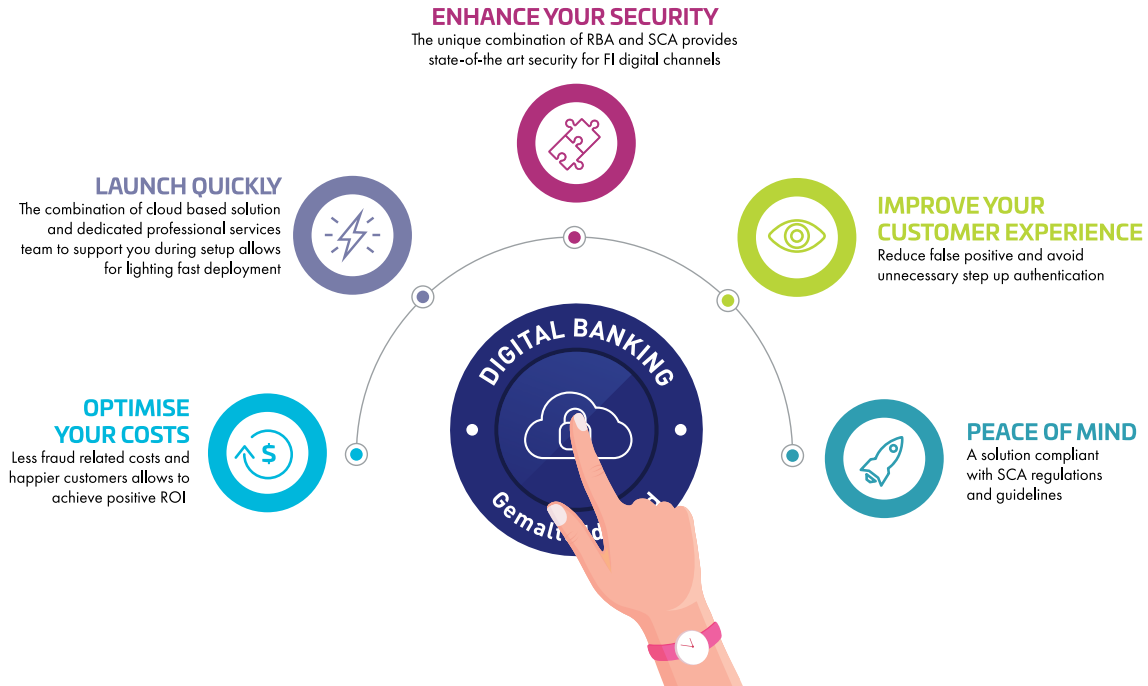 ENHANCE YOUR SECURITY
The unique combination of RBA and SCA provides
state-of-the art security for FI digital channels
LAUNCH QUICKLY
The combination of cloud based solution
and dedicated professional services
team to support you during setup allows
for lighting fast deployment
IMPROVE YOUR
CUSTOMER EXPERIENCE
Reduce false positive and avoid
unnecessary step up authentication
OPTIMISE
YOUR COSTS
$
Less fraud related costs and
happier customers allows to
achieve positive ROI
DIGITAL BANKING
PEACE OF MIND
A solution compliant
with SCA regulations
and guidelines